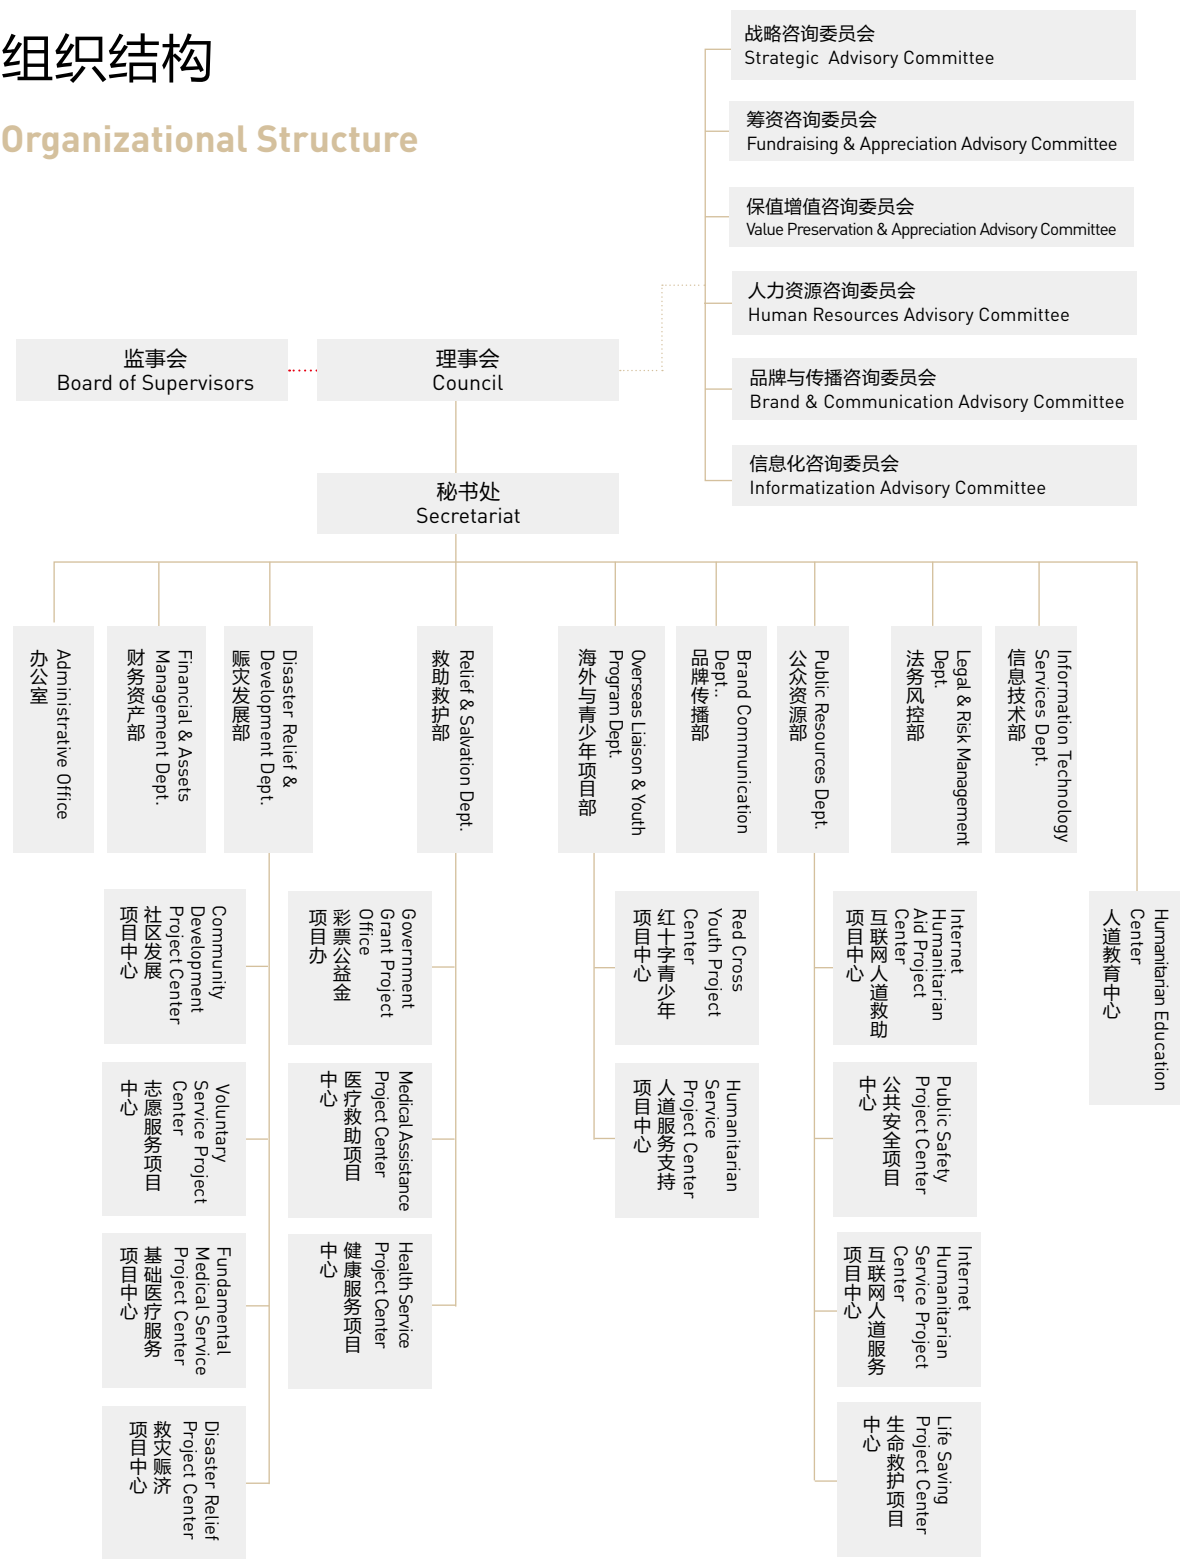 组织结构
Organizational Structure
战略咨询委员会
Strategic Advisory Committee
筹资咨询委员会
Fundraising & Appreciation Advisory Committee
保值增值咨询委员会
Value Preservation & Appreciation Advisory Committee
人力资源咨询委员会
Human Resources Advisory Committee
品牌与传播咨询委员会
Brand & Communication Advisory Committee
信息化咨询委员会
Informatization Advisory Committee
监事会
Board of Supervisors
理事会
Council
秘书处
Secretariat
Administrative Office
办公室
Financial & Assets
Management Dept.
财务资产部
Disaster Relief &
Development Dept.
赈灾发展部
Relief & Salvation Dept.
救助救护部
Overseas Liaison & Youth
Program Dept.
海外与青少年项目部
Brand Communication
Dept..
品牌传播部
Public Resources Dept.
公众资源部
Legal & Risk Management
Dept.
法务风控部
Information Technology
Services Dept.
信息技术部
Community
Development
Project Center
社区发展
项目中心
Voluntary
Service Project
Center
志愿服务项目
中心
Fundamental
Medical Service
Project Center
基础医疗服务
项目中心
Disaster Relief
Project Center
救灾赈济
项目中心
Government
Grant Project
Office
彩票公益金
项目办
Medical Assistance
Project Center
医疗救助项目
中心
Health Service
Project Center
健康服务项目
中心
Red Cross
Youth Project
Center
红十字青少年
项目中心
Humanitarian
Service
Project Center
人道服务支持
项目中心
Internet
Humanitarian
Aid Project
Center
互联网人道救助
项目中心
Public Safety
Project Center
公共安全项目
中心
Internet
Humanitarian
Service Project
Center
互联网人道服务
项目中心
Life Saving
Project Center
生命救护项目
中心
Humanitarian Education
Center
人道教育中心